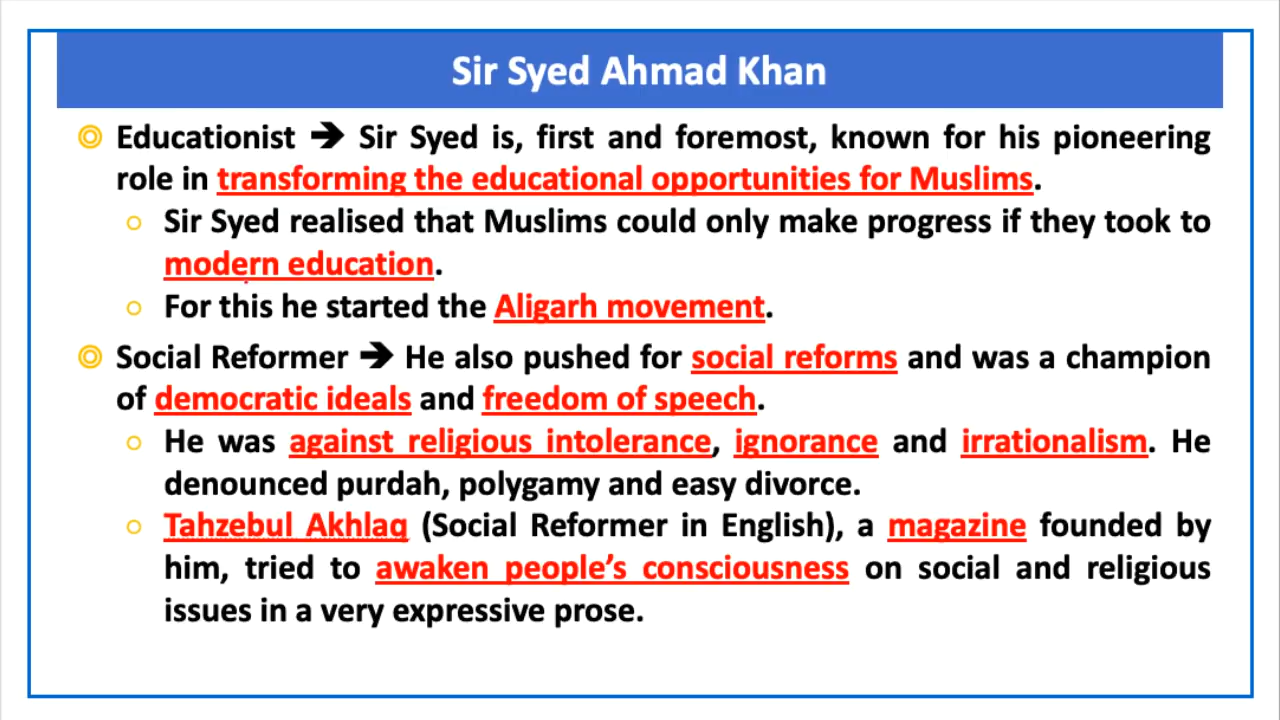 Sir Syed Ahmad Khan
Educationist ➔ Sir Syed is, first and foremost, known for his pioneering
role in transforming the educational opportunities for Muslims.
Sir Syed realised that Muslims could only make progress if they took to
modern education.
For this he started the Aligarh movement.
Social Reformer ➔ He also pushed for social reforms and was a champion
of democratic ideals and freedom of speech.
He was against religious intolerance, ignorance and irrationalism. He
denounced purdah, polygamy and easy divorce.
Tahzebul Akhlaq (Social Reformer in English), a magazine founded by
him, tried to awaken people’s consciousness on social and religious
issues in a very expressive prose.